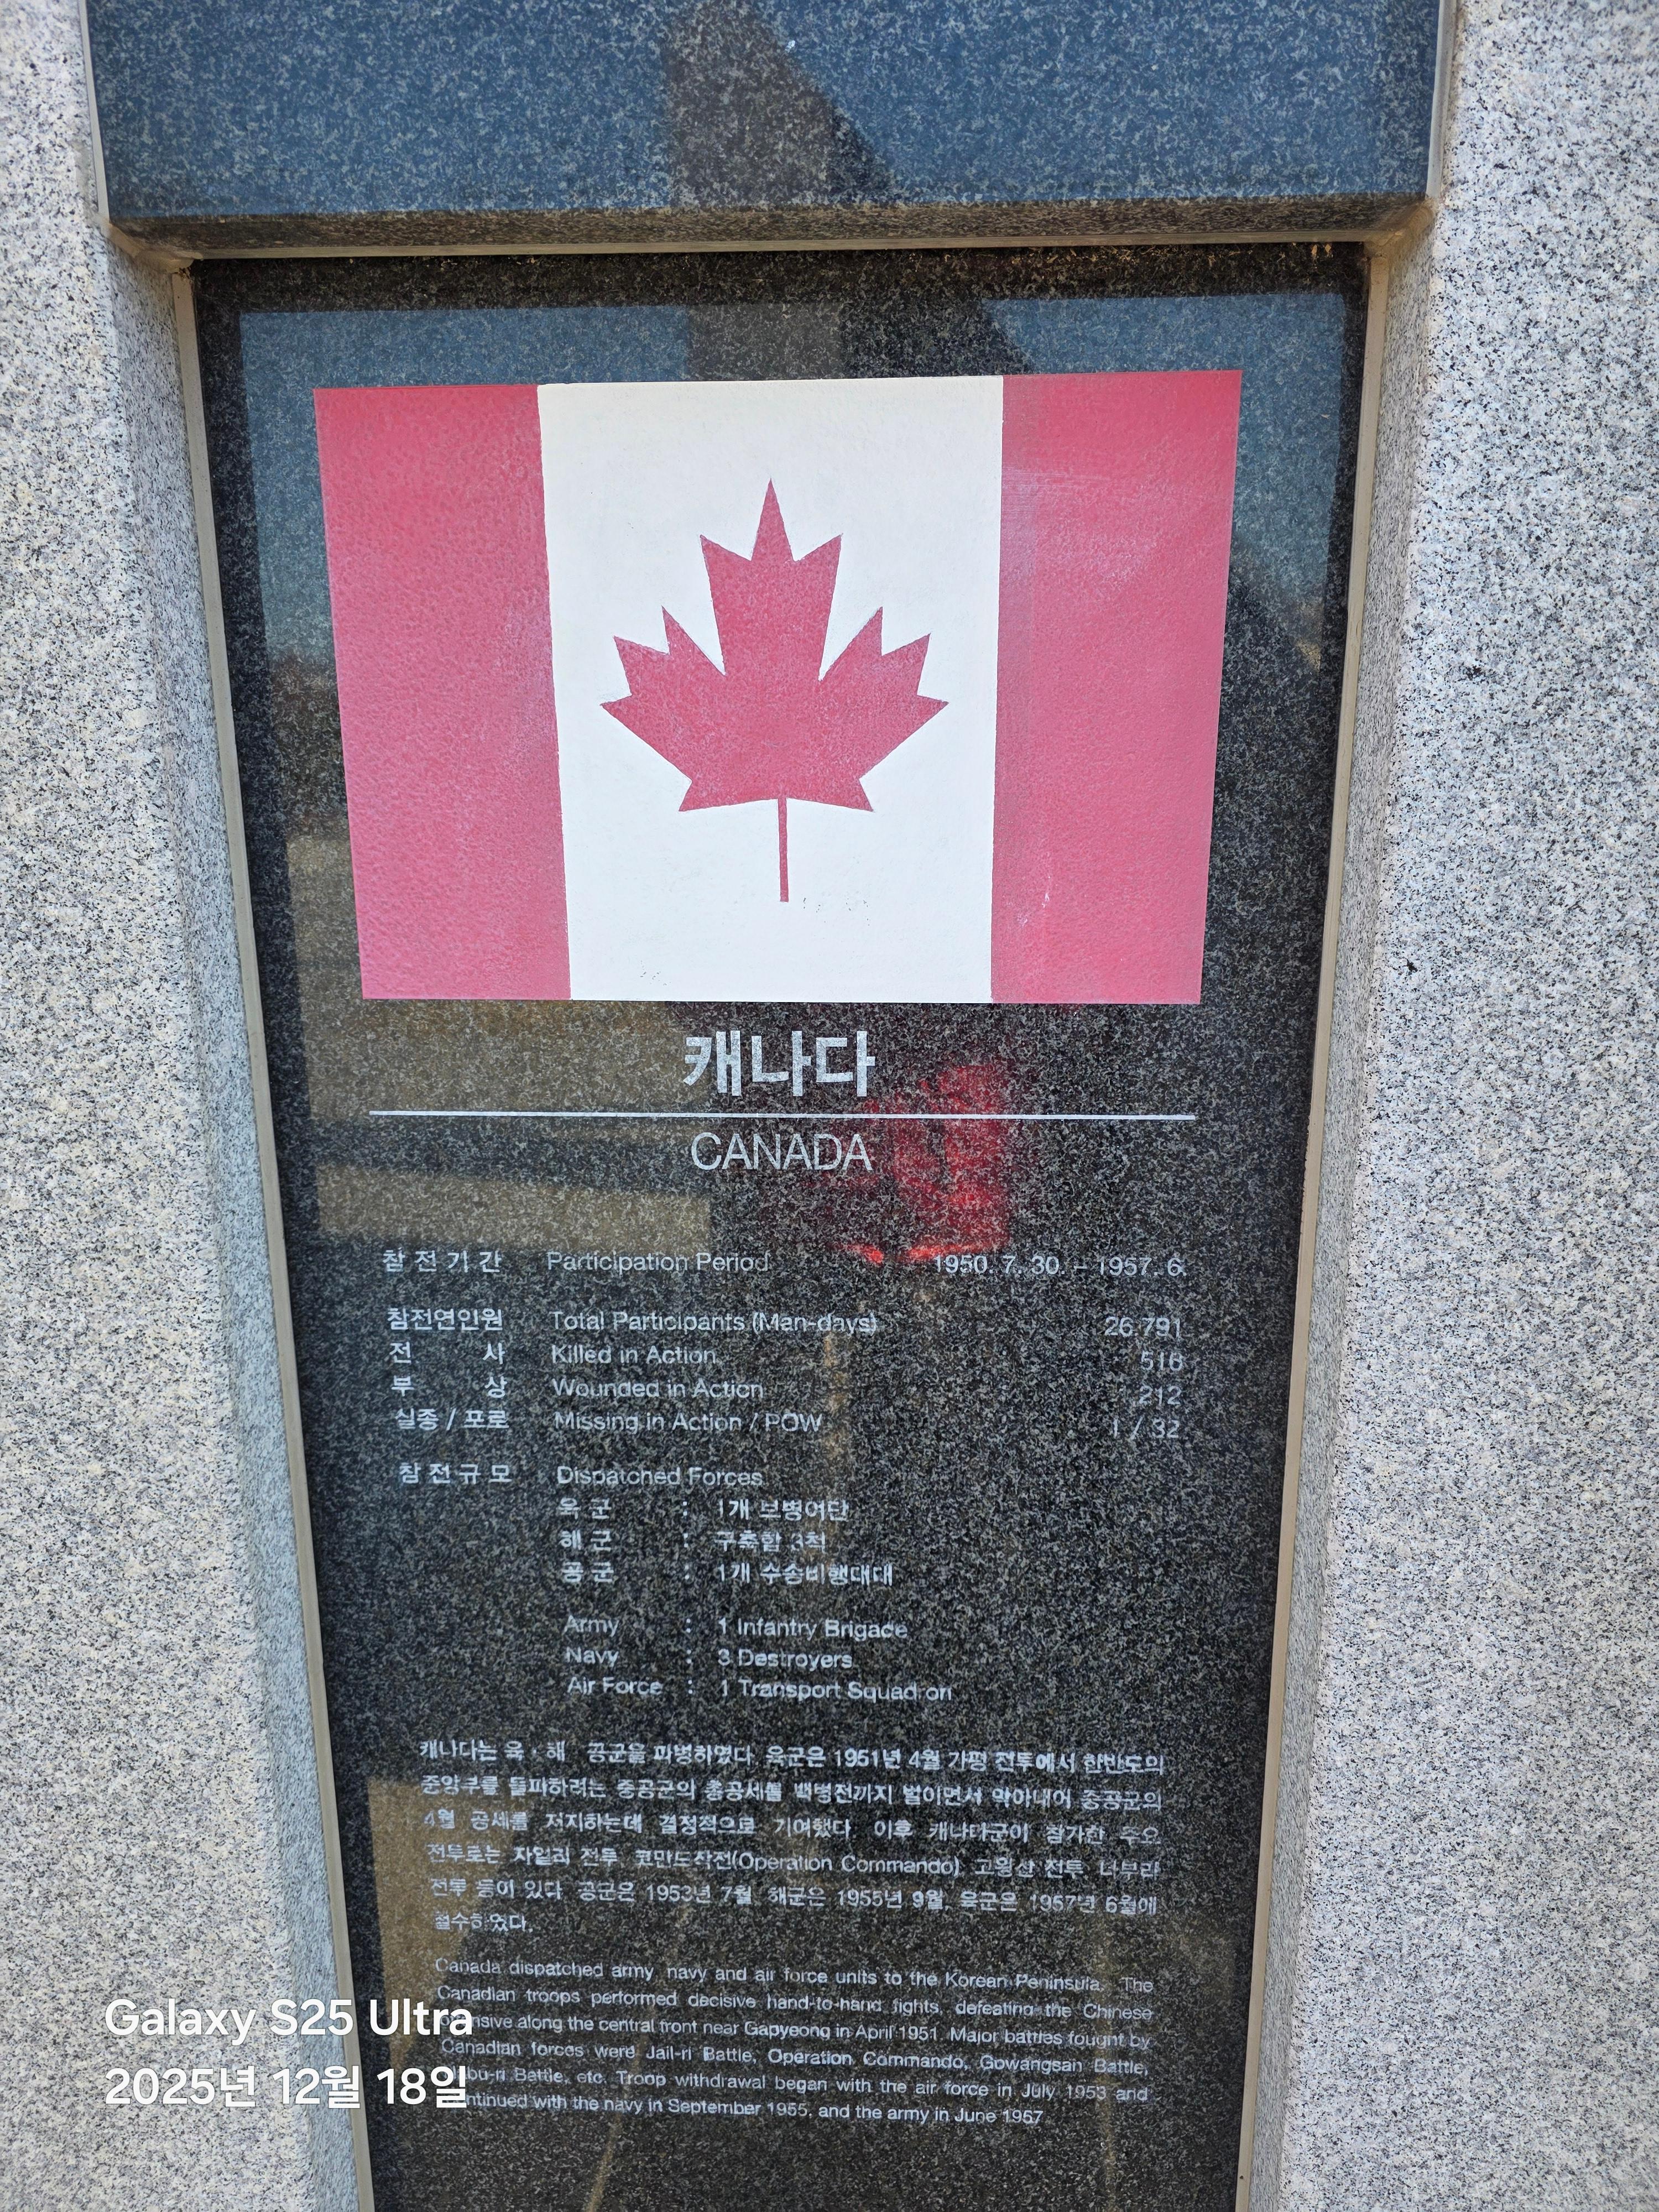 캐나다
CANADA
참전기간 Participation Period 1950. 7. 30. - 1957. 6.
참전연인원 Total Participants (Man-days) 26,791
전 사 Killed in Action 516
부 상 Wounded in Action 1,212
실종 / 포로 Missing in Action / POW 1 / 32
참전규모 Dispatched Forces
육 군 : 1개 보병여단
해 군 : 구축함 3척
공 군 : 1개 수송비행대대
Army : 1 Infantry Brigade
Navy : 3 Destroyers
Air Force : 1 Transport Squadron
캐나다는 육·해·공군을 파병하였다. 육군은 1951년 4월 가평 전투에서 한반도의
중앙부를 돌파하려는 중공군의 총공세를 백병전까지 벌이면서 막아내어 중공군의
4월 공세를 저지하는데 결정적으로 기여했다. 이후 캐나다군이 참가한 주요
전투로는 자일리 전투, 코만도작전(Operation Commando), 고왕산 전투, 나부리
전투 등이 있다. 공군은 1953년 7월, 해군은 1955년 9월, 육군은 1957년 6월에
철수하였다.
Canada dispatched army, navy and air force units to the Korean Peninsula. The
Canadian troops performed decisive hand-to-hand fights, defeating the Chinese
along the central front near Gapyeong in April 1951. Major battles fought by
Canadian forces were Jail-ri Battle, Operation Commando, Gowangsan Battle,
Battle, etc. Troop withdrawal began with the air force in July 1953 and
with the navy in September 1955, and the army in June 1957.
Galaxy S25 Ultra
2025년 12월 18일